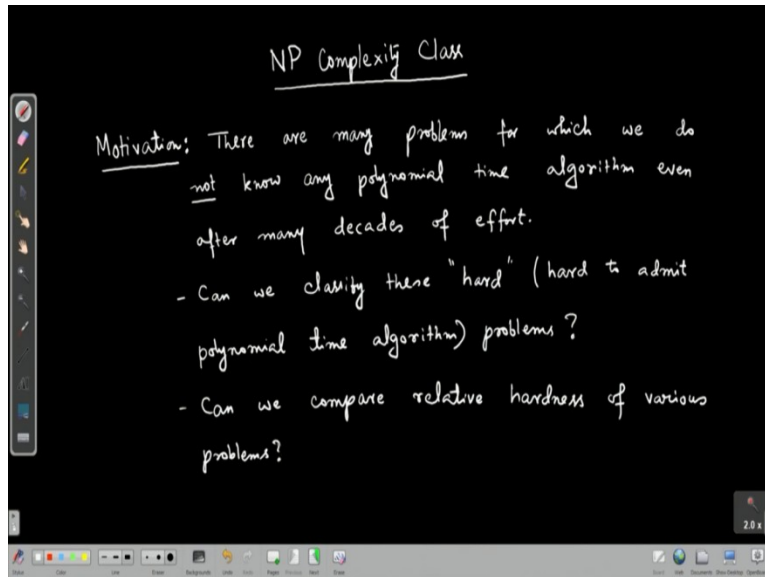 NP Complexity Class
Motivation: There are many problems for which we do
not know any polynomial time algorithm even
after many decades of effort.
- Can we classify these "hard" (hard to admit
polynomial time algorithm) problems?
- Can we compare relative hardness of various
problems?
2.0 x